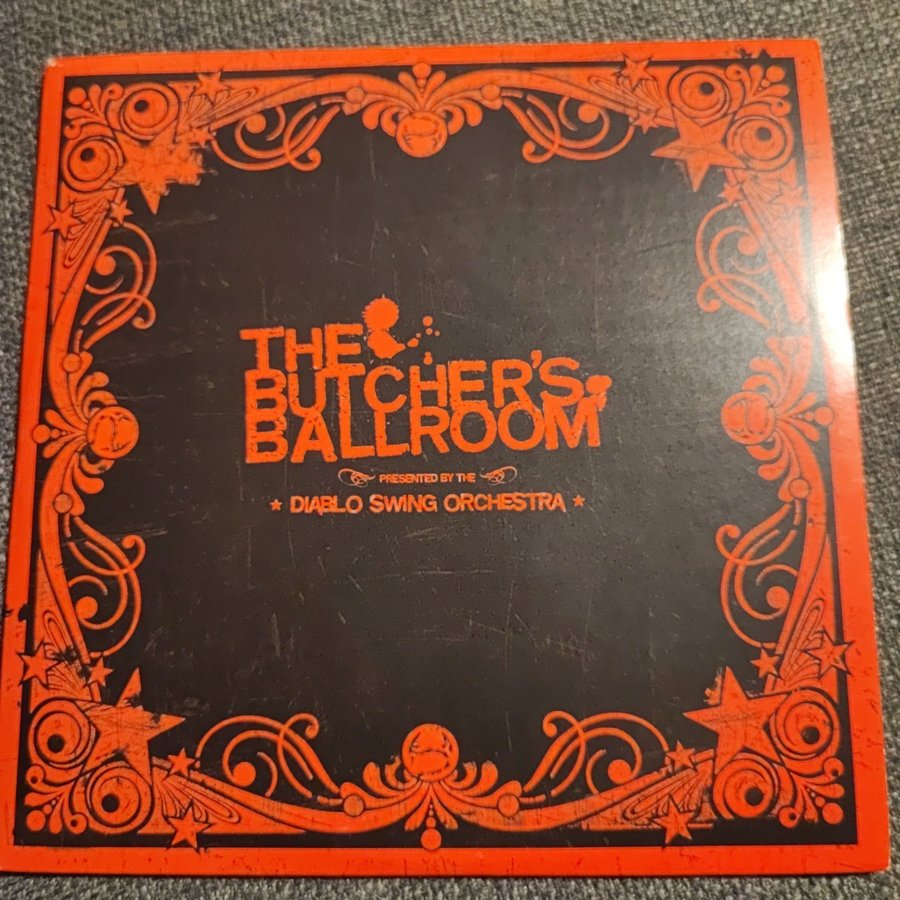 THE
BUTCHER'S
BALLROOM
PRESENTED BY THE
DIABLO SWING ORCHESTRA